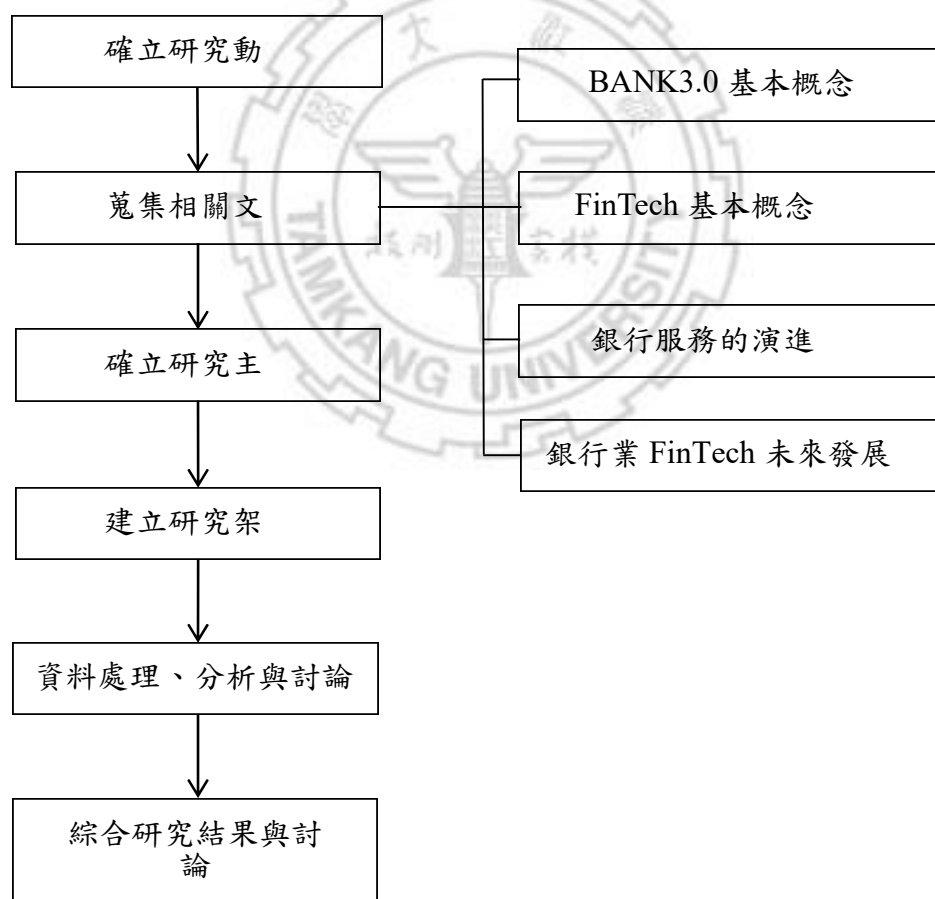 確立研究動
BANK3.0 基本概念
蒐集相關文
FinTech 基本概念
確立研究主
銀行服務的演進
建立研究架
銀行業 FinTech 未來發展
資料處理、分析與討論
綜合研究結果與討
論
TAMKANG UNIVERSITY